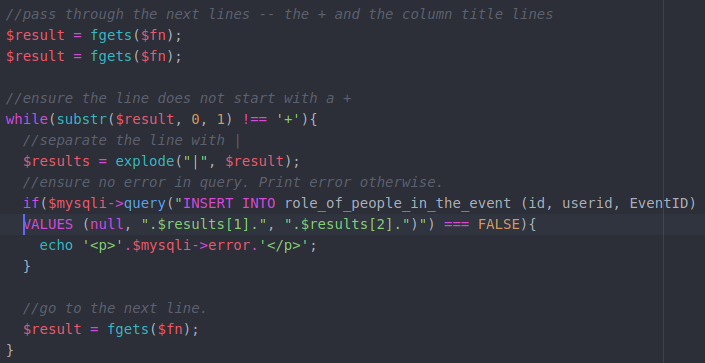 //pass through the next lines -- the + and the column title lines
$result = fgets($fn);
$result = fgets($fn);
//ensure the line does not start with a +
while(substr($result, 0, 1) !== '+'){
//separate the line with |
$results = explode("|", $result);
//ensure no error in query. Print error otherwise.
if($mysqli->query("INSERT INTO role_of_people_in_the_event (id, userid, EventID)
VALUES (null, ".$results[1].", ".$results[2].")") === FALSE){
echo '<p>'.$mysqli->error.'</p>';
}
//go to the next line.
$result = fgets($fn);
}